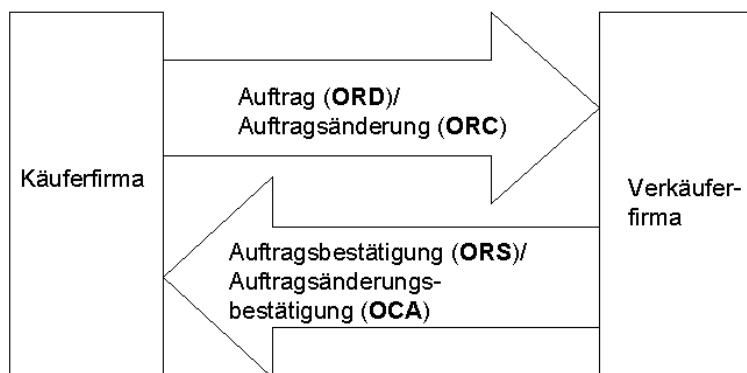 Käuferfirma
Auftrag (ORD)/
Auftragsänderung (ORC)
Auftragsbestätigung (ORS)/
Auftragsänderungs-
bestätigung (OCA)
Verkäufer-
firma